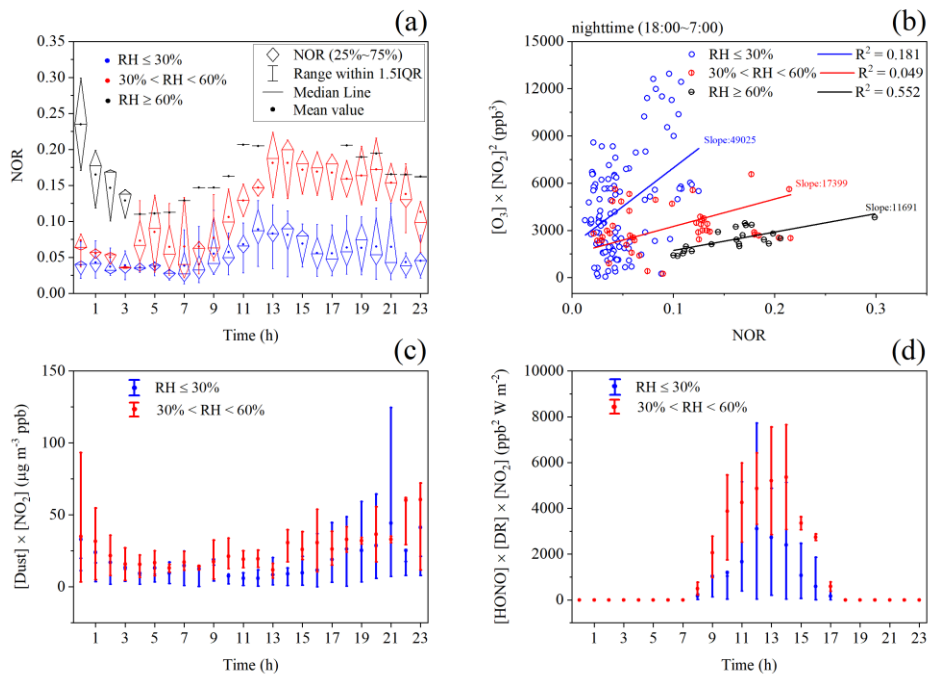 (a)
NOR
0.35
0.30
0.25
0.20
0.15
0.10
0.05
0.00
RH ≤ 30%
30% < RH < 60%
RH ≥ 60%
NOR (25%~75%)
Range within 1.5IQR
Median Line
Mean value
1 3 5 7 9 11 13 15 17 19 21 23
Time (h)
(b)
nighttime (18:00~7:00)
[O₃] × [NO₂]² (ppb³)
15000
12000
9000
6000
3000
0
RH ≤ 30%
30% < RH < 60%
RH ≥ 60%
R² = 0.181
R² = 0.049
R² = 0.552
Slope:49025
Slope:17399
Slope:11691
0.0 0.1 0.2 0.3
NOR
(c)
[Dust] × [NO₂] (μg m⁻³ ppb)
150
100
50
0
RH ≤ 30%
30% < RH < 60%
1 3 5 7 9 11 13 15 17 19 21 23
Time (h)
(d)
[HONO] × [DR] × [NO₂] (ppb² W m⁻²)
10000
8000
6000
4000
2000
0
RH ≤ 30%
30% < RH < 60%
1 3 5 7 9 11 13 15 17 19 21 23
Time (h)